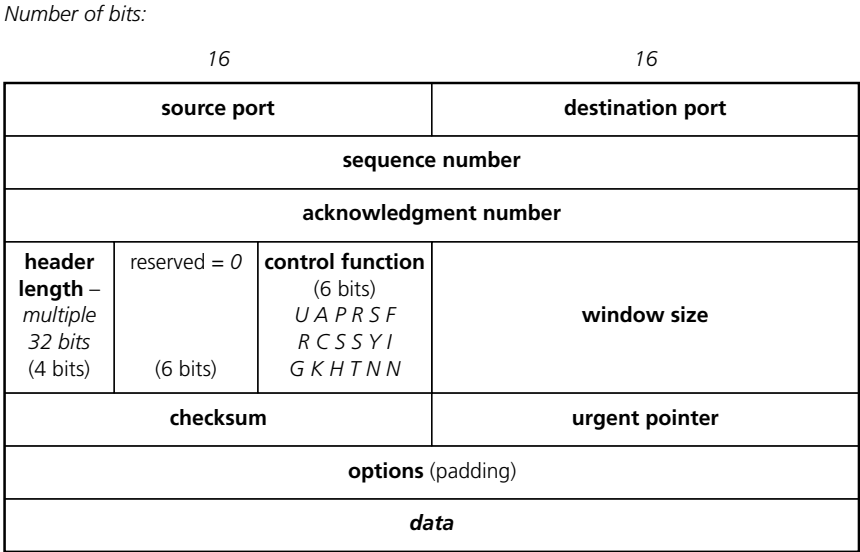 Number of bits:
16 16
source port destination port
sequence number
acknowledgment number
header
length –
multiple
32 bits
(4 bits)
reserved = 0
(6 bits)
control function
(6 bits)
U A P R S F
R C S S Y I
G K H T N N
window size
checksum urgent pointer
options (padding)
data